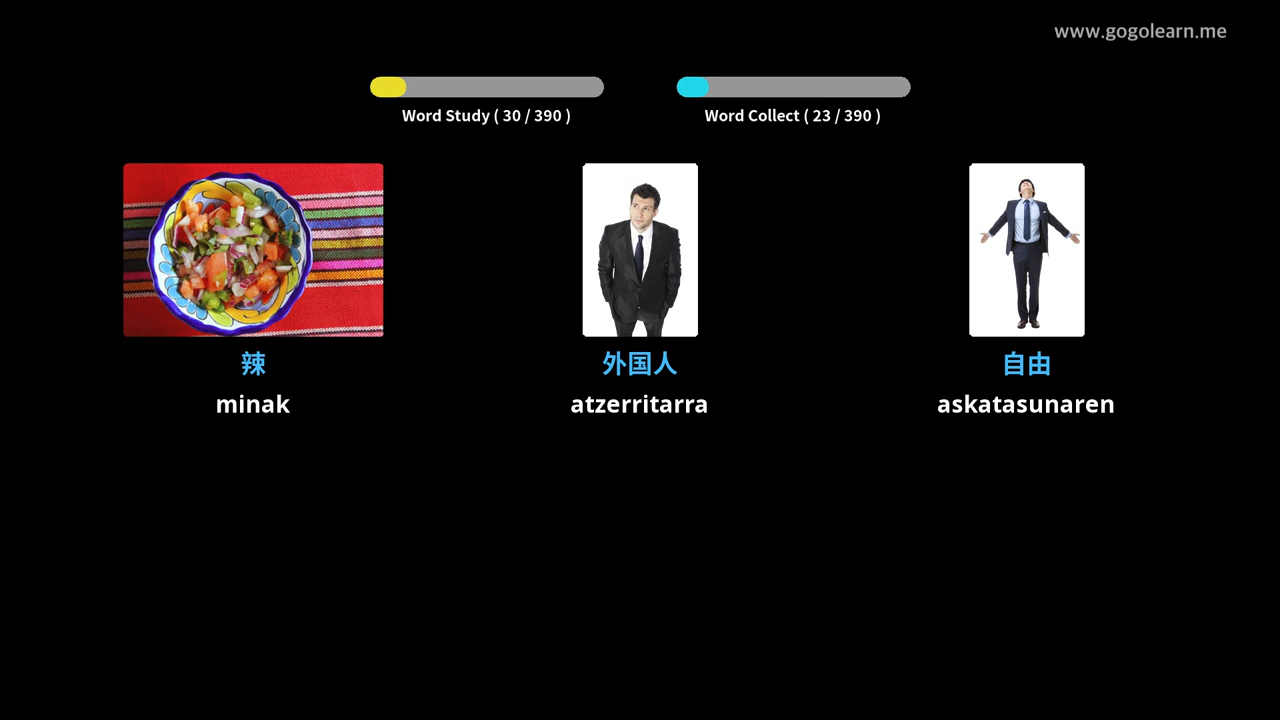 www.gogolearn.me
Word Study ( 30 / 390 )
Word Collect ( 23 / 390 )
辣
外国人
自由
minak
atzerritarra
askatasunaren